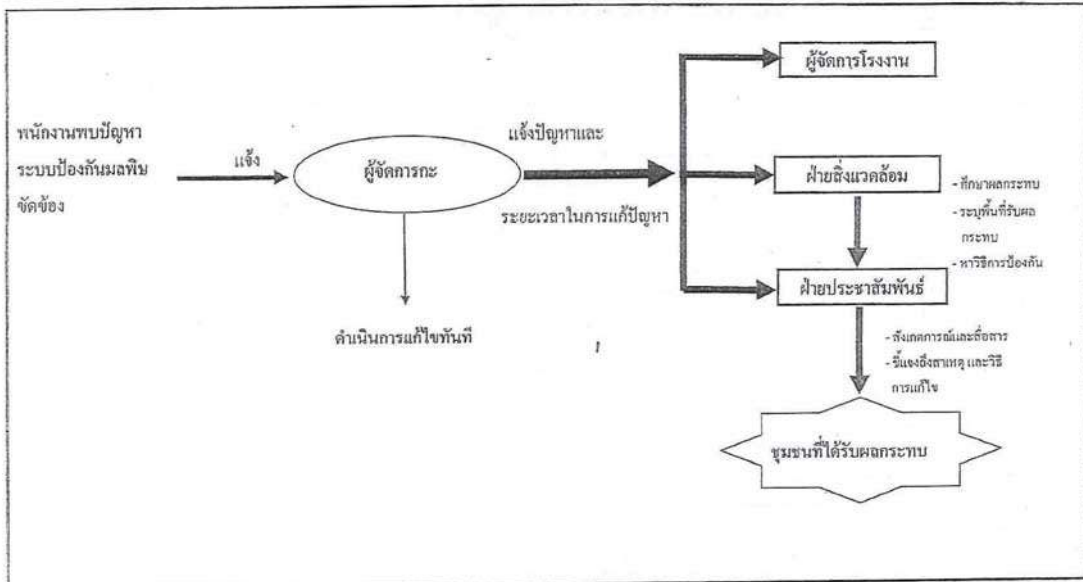 พนักงานพบปัญหา
ระบบป้องกันมลพิษ
ขัดข้อง
แจ้ง
ผู้จัดการกะ
ดำเนินการแก้ไขทันที
แจ้งปัญหาและ
ระยะเวลาในการแก้ปัญหา
ผู้จัดการโรงงาน
ฝ่ายสิ่งแวดล้อม
- ศึกษาผลกระทบ
- ระบุพื้นที่รับผล
กระทบ
- หาวิธีการป้องกัน
ฝ่ายประชาสัมพันธ์
- สังเกตการณ์และสื่อสาร
- ชี้แจงถึงสาเหตุ และวิธี
การแก้ไข
ชุมชนที่ได้รับผลกระทบ